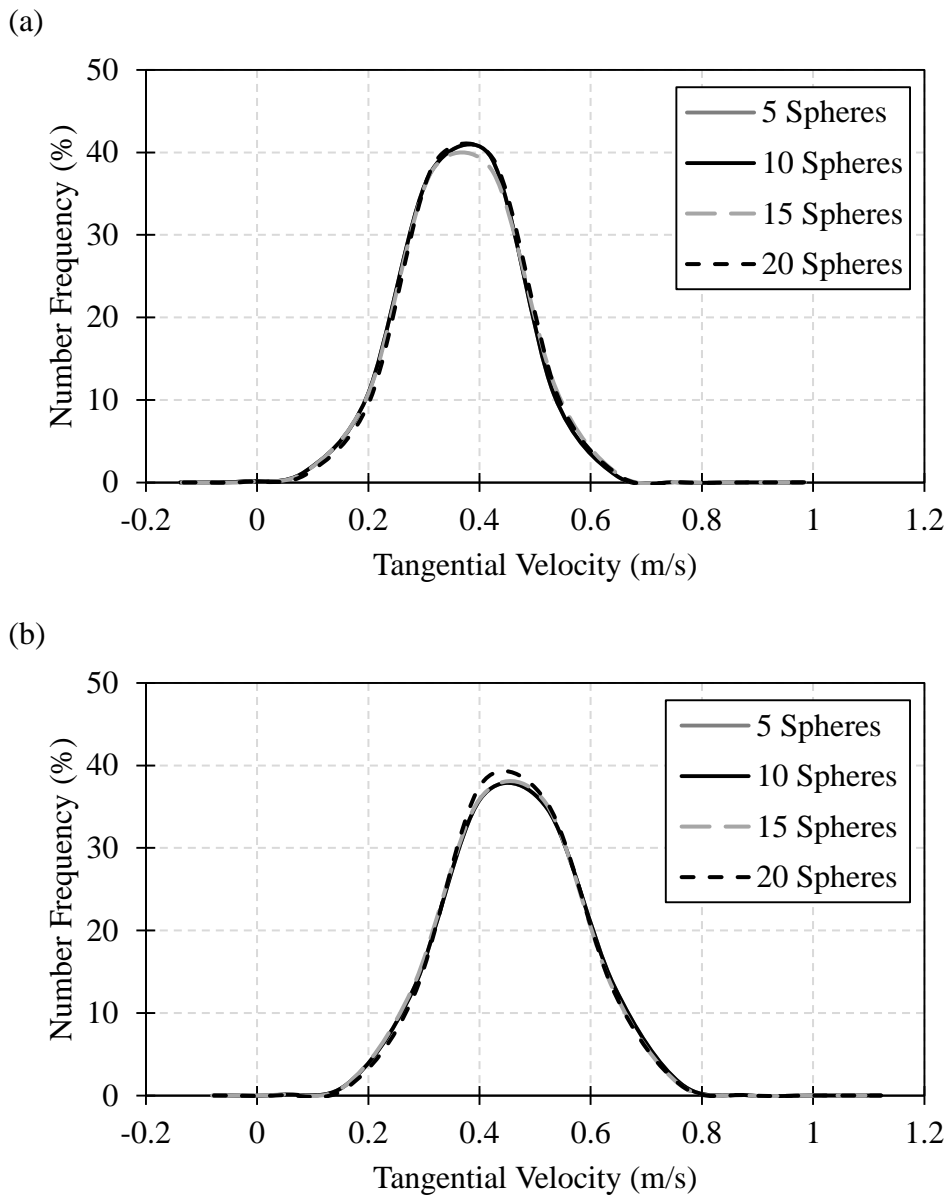 (a)
50
40
30
20
10
0
Number Frequency (%)
5 Spheres
10 Spheres
15 Spheres
20 Spheres
-0.2 0 0.2 0.4 0.6 0.8 1 1.2
Tangential Velocity (m/s)
(b)
50
40
30
20
10
0
Number Frequency (%)
5 Spheres
10 Spheres
15 Spheres
20 Spheres
-0.2 0 0.2 0.4 0.6 0.8 1 1.2
Tangential Velocity (m/s)